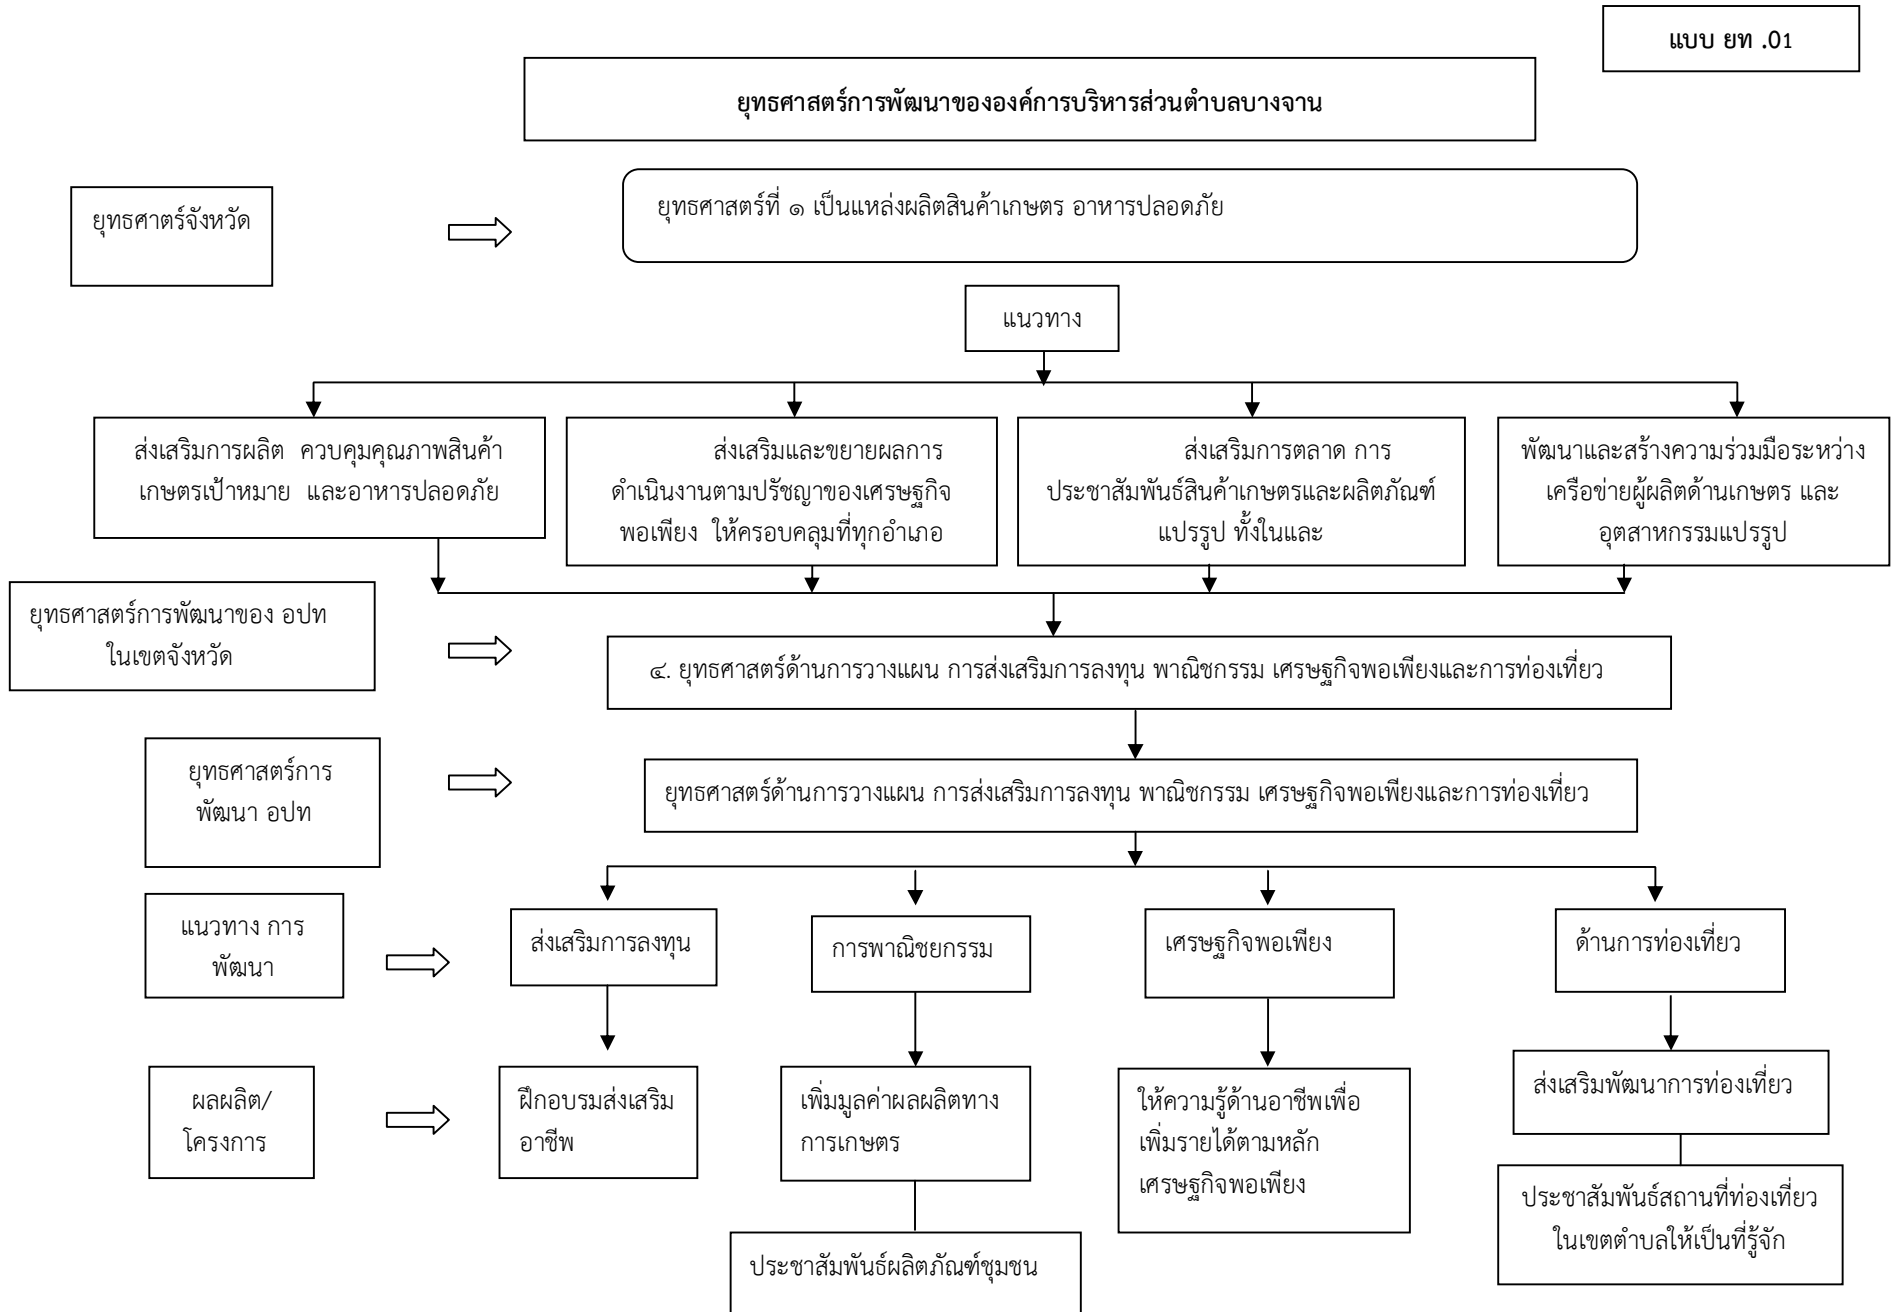 แบบ ยท .01
ยุทธศาสตร์การพัฒนาขององค์การบริหารส่วนตำบลบางจาน
ยุทธศาตร์จังหวัด
ยุทธศาสตร์ที่ ๑ เป็นแหล่งผลิตสินค้าเกษตร อาหารปลอดภัย
แนวทาง
ส่งเสริมการผลิต ควบคุมคุณภาพสินค้า
เกษตรเป้าหมาย และอาหารปลอดภัย
ส่งเสริมและขยายผลการ
ดำเนินงานตามปรัชญาของเศรษฐกิจ
พอเพียง ให้ครอบคลุมที่ทุกอำเภอ
ส่งเสริมการตลาด การ
ประชาสัมพันธ์สินค้าเกษตรและผลิตภัณฑ์
แปรรูป ทั้งในและ
พัฒนาและสร้างความร่วมมือระหว่าง
เครือข่ายผู้ผลิตด้านเกษตร และ
อุตสาหกรรมแปรรูป
ยุทธศาสตร์การพัฒนาของ อปท
ในเขตจังหวัด
๔. ยุทธศาสตร์ด้านการวางแผน การส่งเสริมการลงทุน พาณิชกรรม เศรษฐกิจพอเพียงและการท่องเที่ยว
ยุทธศาสตร์การ
พัฒนา อปท
ยุทธศาสตร์ด้านการวางแผน การส่งเสริมการลงทุน พาณิชกรรม เศรษฐกิจพอเพียงและการท่องเที่ยว
แนวทาง การ
พัฒนา
ส่งเสริมการลงทุน
การพาณิชยกรรม
เศรษฐกิจพอเพียง
ด้านการท่องเที่ยว
ผลผลิต/
โครงการ
ฝึกอบรมส่งเสริม
อาชีพ
เพิ่มมูลค่าผลผลิตทาง
การเกษตร
ให้ความรู้ด้านอาชีพเพื่อ
เพิ่มรายได้ตามหลัก
เศรษฐกิจพอเพียง
ส่งเสริมพัฒนาการท่องเที่ยว
ประชาสัมพันธ์สถานที่ท่องเที่ยว
ในเขตตำบลให้เป็นที่รู้จัก
ประชาสัมพันธ์ผลิตภัณฑ์ชุมชน